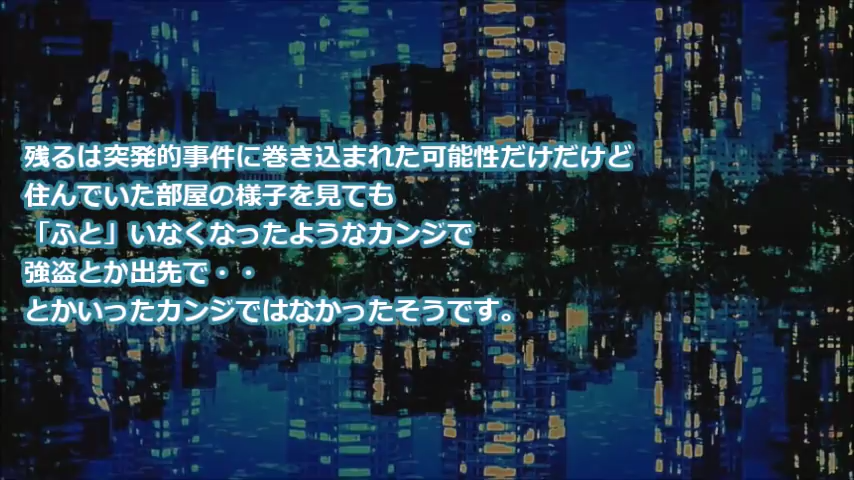 残るは突発的事件に巻き込まれた可能性だけだけど
住んでいた部屋の様子を見ても
「ふと」いなくなったようなカンジで
強盗とか出先で・・
とかいったカンジではなかったそうです。